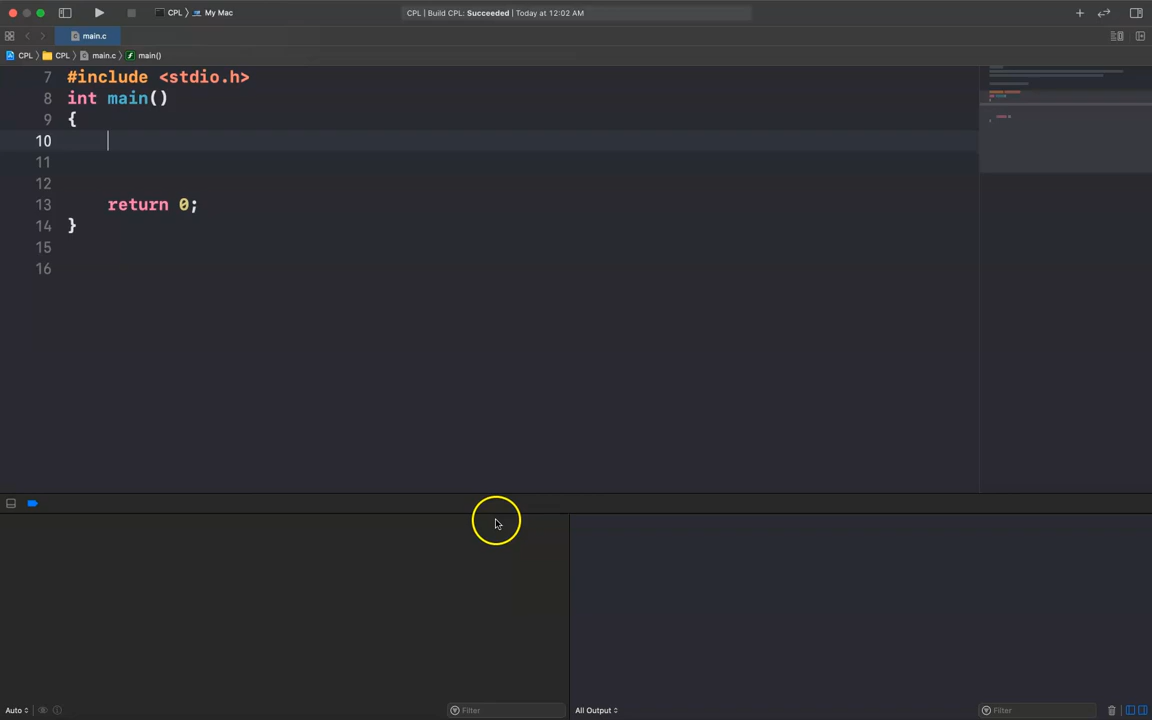 CPL 〉 My Mac
CPL | Build CPL: Succeeded | Today at 12:02 AM
main.c
CPL 〉 CPL 〉 main.c 〉 main()
7 #include <stdio.h>
8 int main()
9 {
10
11
12
13 return 0;
14 }
15
16
Auto
Filter
All Output
Filter